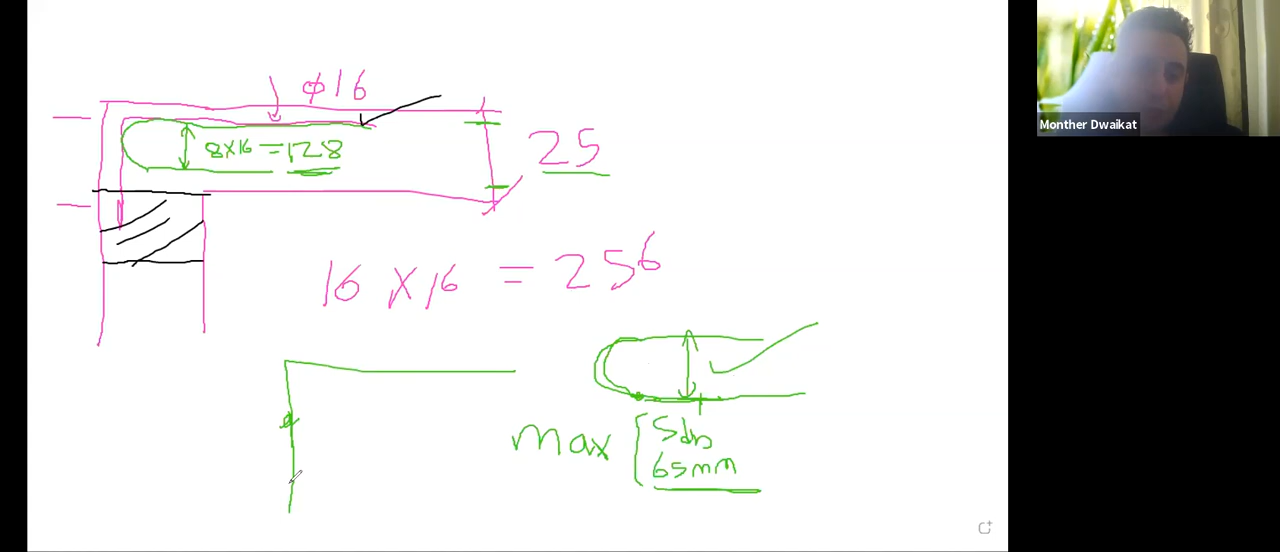 ϕ16
8x16 = 128
25
16 x 16 = 256
max
5db
65mm
Monther Dwaikat